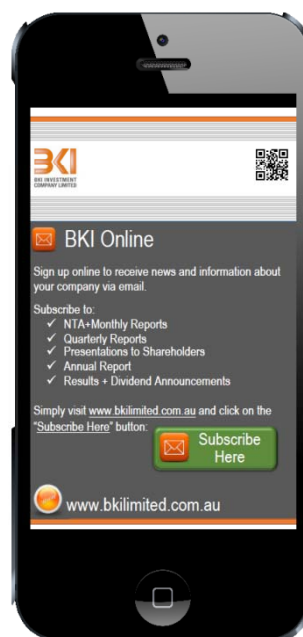 BKI
BKI INVESTMENT
COMPANY LIMITED
BKI Online
Sign up online to receive news and information about
your company via email.
Subscribe to:
✓ NTA+Monthly Reports
✓ Quarterly Reports
✓ Presentations to Shareholders
✓ Annual Report
✓ Results + Dividend Announcements
Simply visit www.bkilimited.com.au and click on the
“Subscribe Here” button:
Subscribe
Here
www.bkilimited.com.au